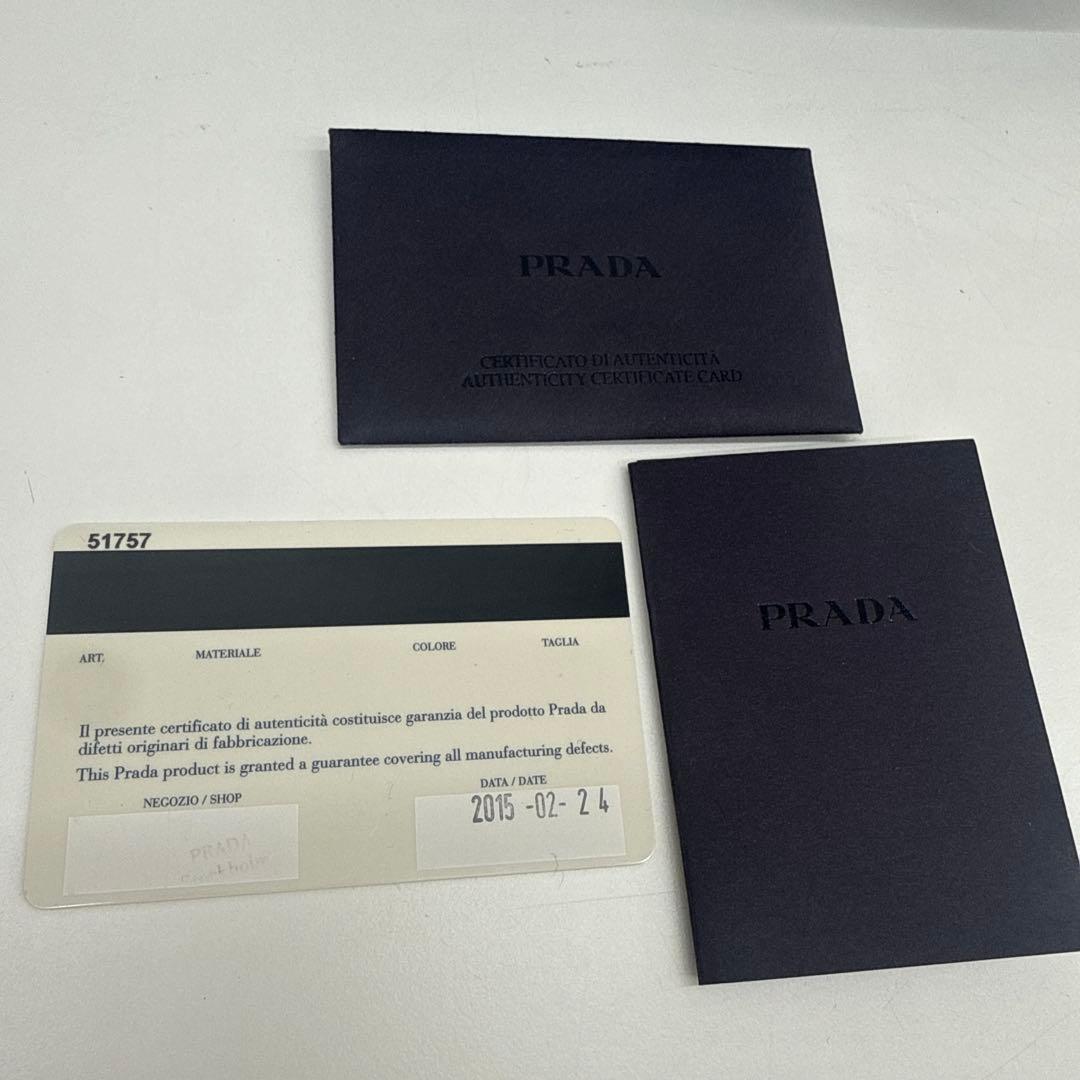 PRADA
CERTIFICATO DI AUTENTICITÀ
AUTHENTICITY CERTIFICATE CARD
51757
ART. MATERIALE COLORE TAGLIA
Il presente certificato di autenticità costituisce garanzia del prodotto Prada da
difetti originari di fabbricazione.
This Prada product is granted a guarantee covering all manufacturing defects.
NEGOZIO / SHOP
DATA / DATE
2015 -02- 24
PRADA
PRADA